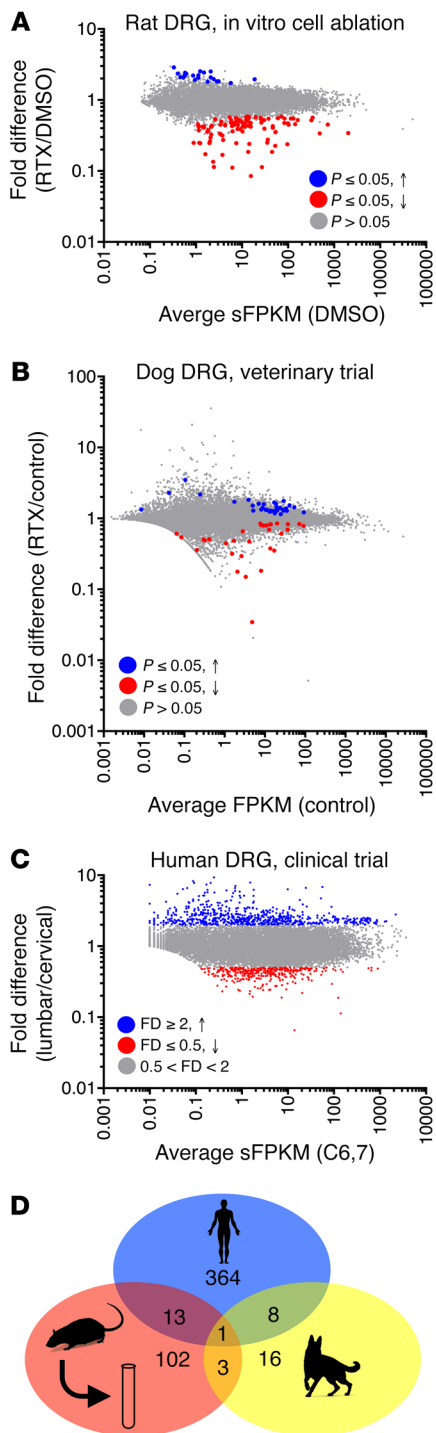 A
Rat DRG, in vitro cell ablation
Fold difference
(RTX/DMSO)
10
1
0.1
0.01
P ≤ 0.05, ↑
P ≤ 0.05, ↓
P > 0.05
0.1
1
10
100
1000
10000
100000
Averge sFPKM (DMSO)
B
Dog DRG, veterinary trial
Fold difference (RTX/control)
100
10
1
0.1
0.01
0.001
P ≤ 0.05, ↑
P ≤ 0.05, ↓
P > 0.05
0.001
0.01
0.1
1
10
100
1000
10000
100000
Average FPKM (control)
C
Human DRG, clinical trial
Fold difference
(lumbar/cervical)
10
1
0.1
0.01
FD ≥ 2, ↑
FD ≤ 0.5, ↓
0.5 < FD < 2
0.001
0.01
0.1
1
10
100
1000
10000
100000
Average sFPKM (C6,7)
D
364
13
8
1
102
3
16